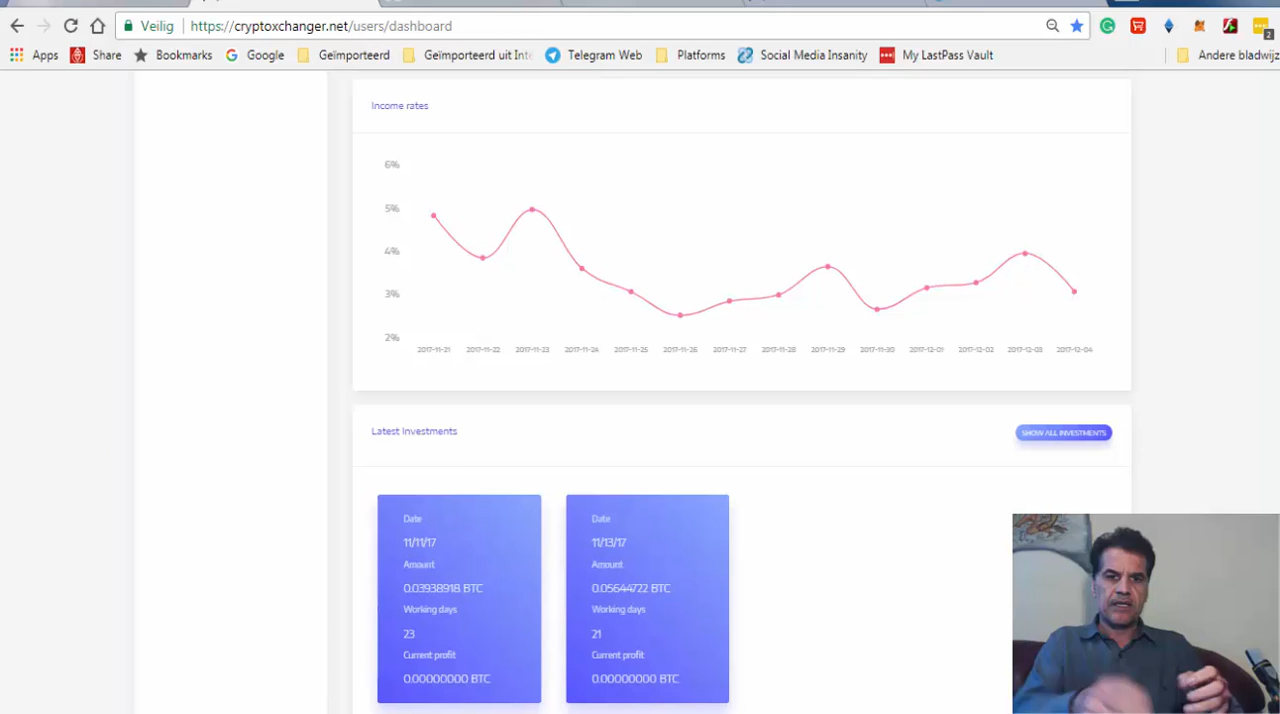 Veilig https://cryptoxchanger.net/users/dashboard
Apps Share Bookmarks Google Geïmporteerd Geïmporteerd uit Inte Telegram Web Platforms Social Media Insanity My LastPass Vault Andere bladwijz
2
Income rates
6%
5%
4%
3%
2%
2017-11-21 2017-11-22 2017-11-23 2017-11-24 2017-11-25 2017-11-26 2017-11-27 2017-11-28 2017-11-29 2017-11-30 2017-12-01 2017-12-02 2017-12-03 2017-12-04
Latest Investments
SHOW ALL INVESTMENTS
Date
11/11/17
Amount
0.03938918 BTC
Working days
23
Current profit
0.00000000 BTC
Date
11/13/17
Amount
0.05644722 BTC
Working days
21
Current profit
0.00000000 BTC